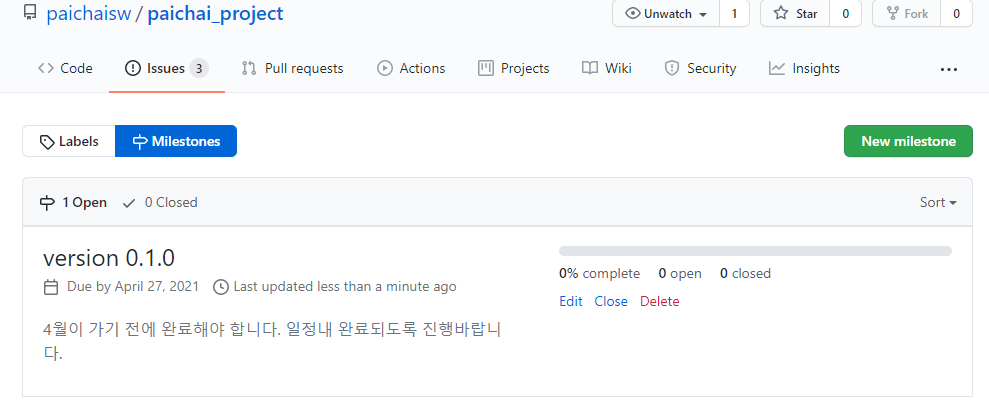 paichaisw / paichai_project Unwatch 1 Star 0 Fork 0
Code Issues 3 Pull requests Actions Projects Wiki Security Insights ...
Labels Milestones New milestone
1 Open 0 Closed Sort
version 0.1.0
Due by April 27, 2021 Last updated less than a minute ago
4월이 가기 전에 완료해야 합니다. 일정내 완료되도록 진행바랍니
다.
0% complete 0 open 0 closed
Edit Close Delete